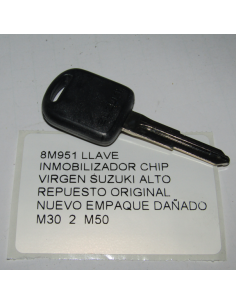 8M951 LLAVE
INMOBILIZADOR CHIP
VIRGEN SUZUKI ALTO
REPUESTO ORIGINAL
NUEVO EMPAQUE DAÑADO
M30 2 M50